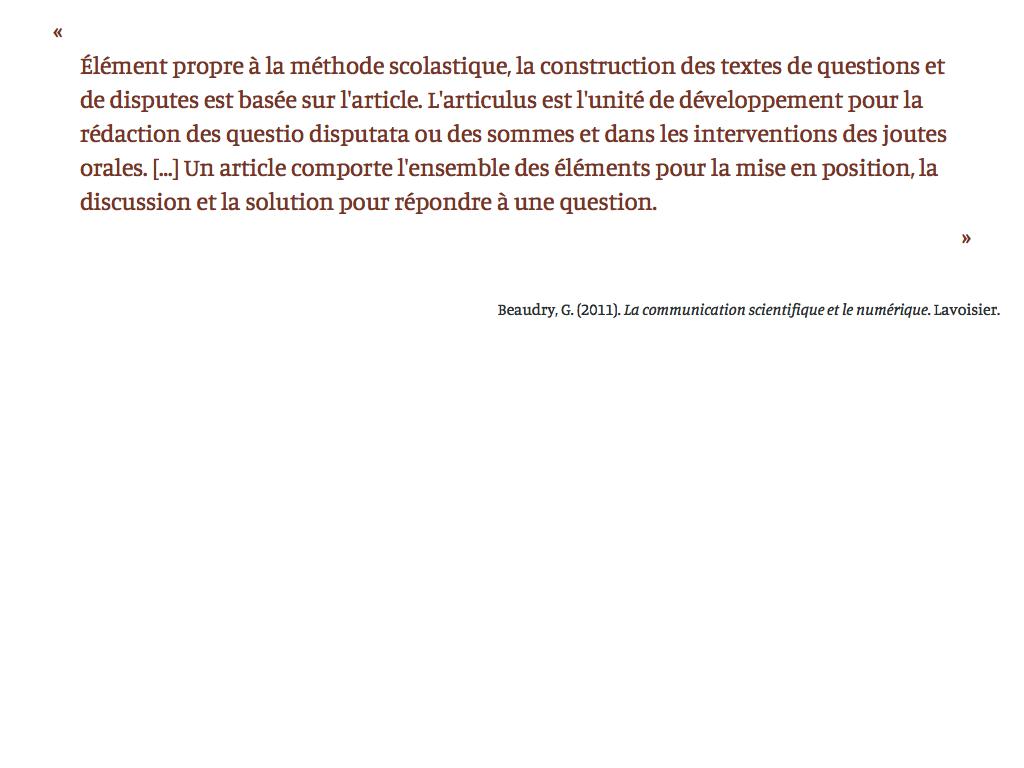 «
Élément propre à la méthode scolastique, la construction des textes de questions et
de disputes est basée sur l'article. L'articulus est l'unité de développement pour la
rédaction des questio disputata ou des sommes et dans les interventions des joutes
orales. [...] Un article comporte l'ensemble des éléments pour la mise en position, la
discussion et la solution pour répondre à une question.
»
Beaudry, G. (2011). La communication scientifique et le numérique. Lavoisier.